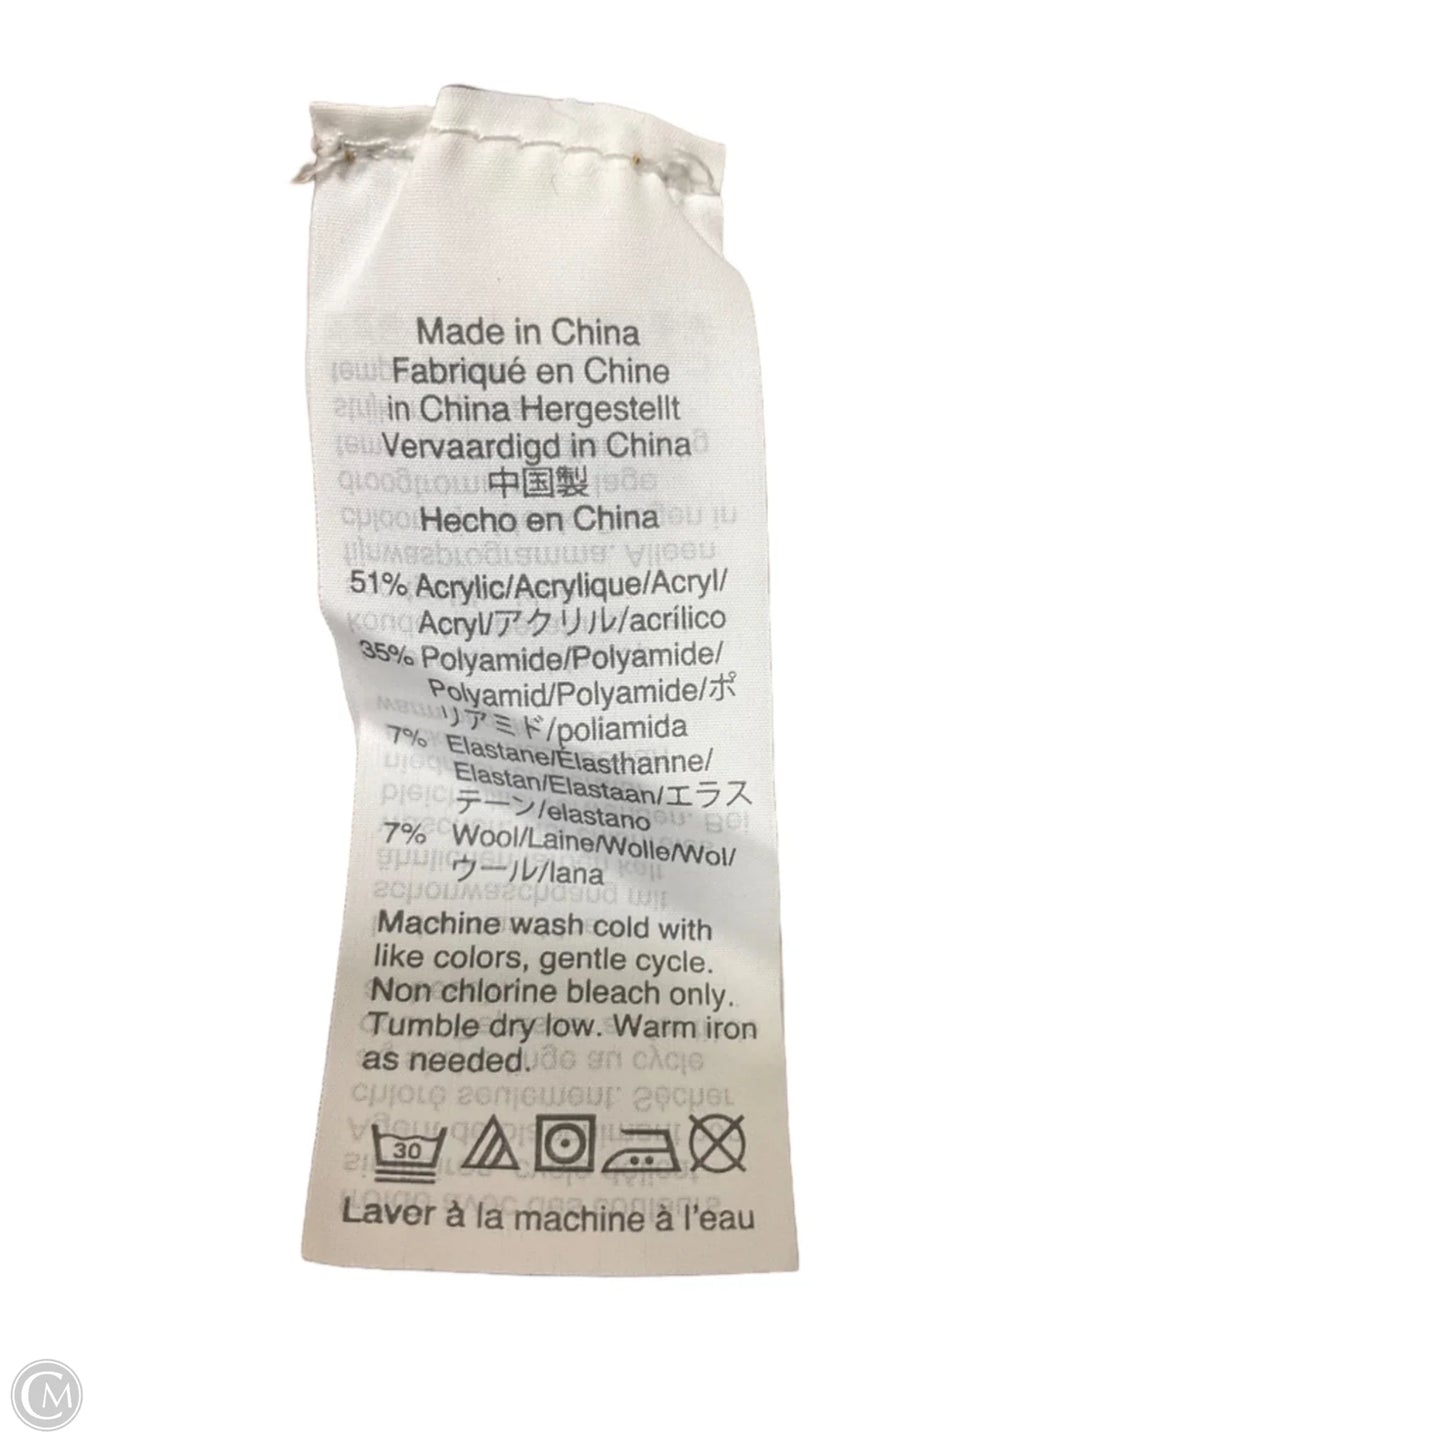 Made in China
Fabriqué en Chine
in China Hergestellt
Vervaardigd in China
中国製
Hecho en China
51% Acrylic/Acrylique/Acryl/
Acryl/アクリル/acrílico
35% Polyamide/Polyamide/
Polyamid/Polyamide/ポ
リアミド/poliamida
7% Elastane/Élasthanne/
Elastan/Elastaan/エラス
テーン/elastano
7% Wool/Laine/Wolle/Wol/
ウール/lana
Machine wash cold with
like colors, gentle cycle.
Non chlorine bleach only.
Tumble dry low. Warm iron
as needed.
30
Laver à la machine à l'eau
CM